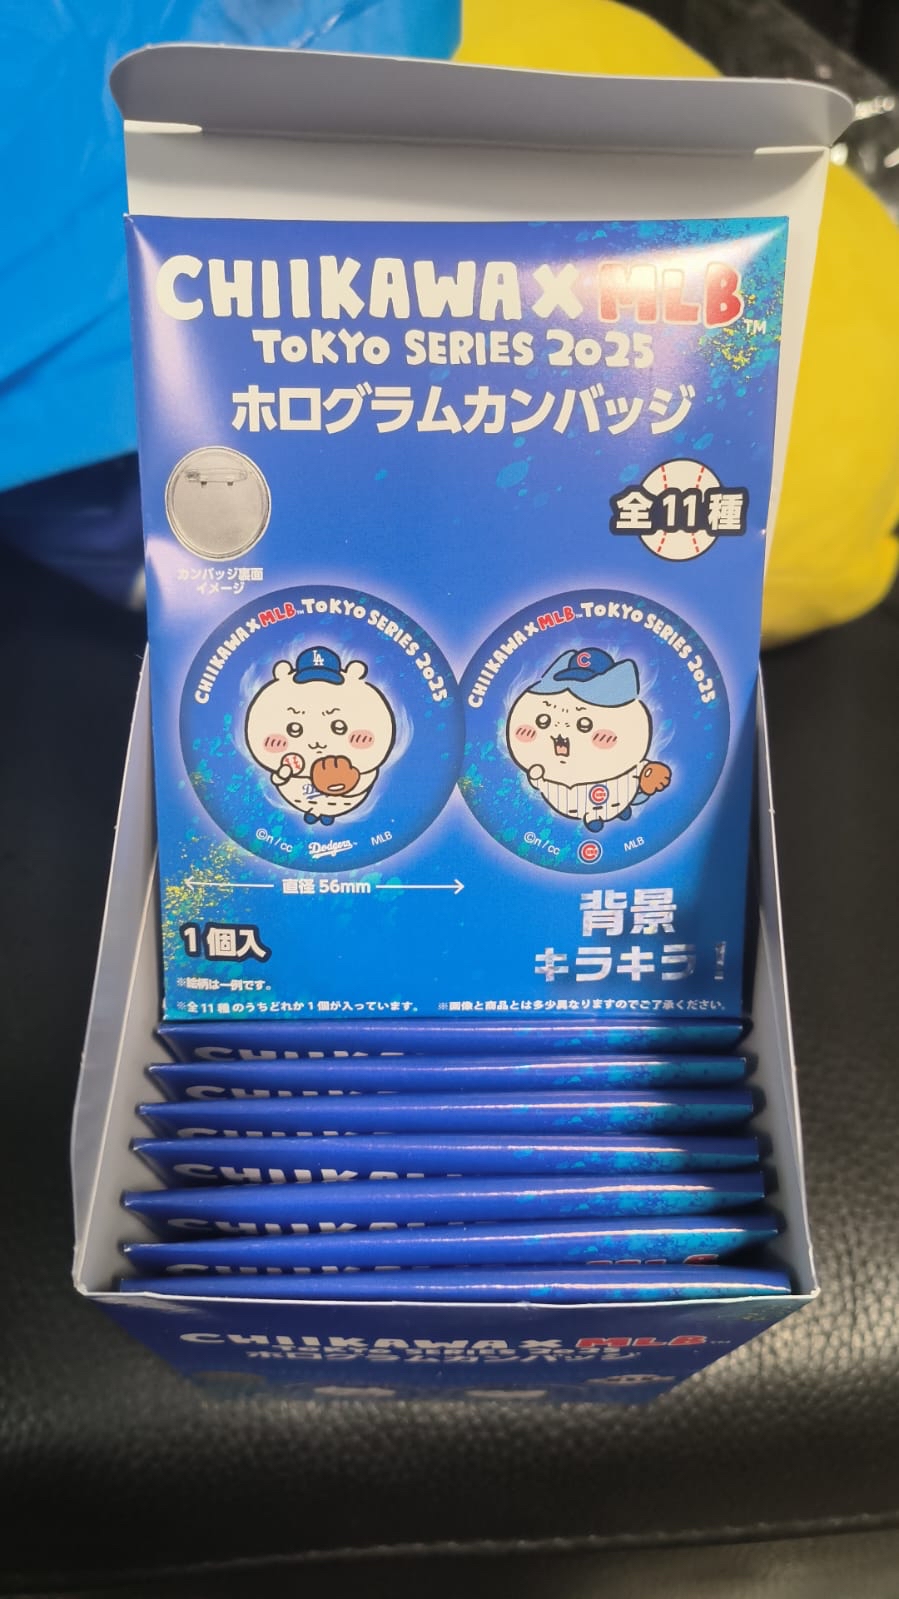 CHIIKAWA × MLB™
TOKYO SERIES 2025
ホログラムカンバッジ
全11種
カンバッジ裏面
イメージ
CHIIKAWA × MLB™ TOKYO SERIES 2025
LA
©n/cc Dodgers MLB
CHIIKAWA × MLB™ TOKYO SERIES 2025
C
©n/cc MLB
直径 56mm
背景
キラキラ!
1個入
※絵柄は一例です。
※全11種のうちどれか1個が入っています。 ※画像と商品とは多少異なりますのでご了承ください。
CHIIKAWA × MLB™
TOKYO SERIES 2025
ホログラムカンバッジ